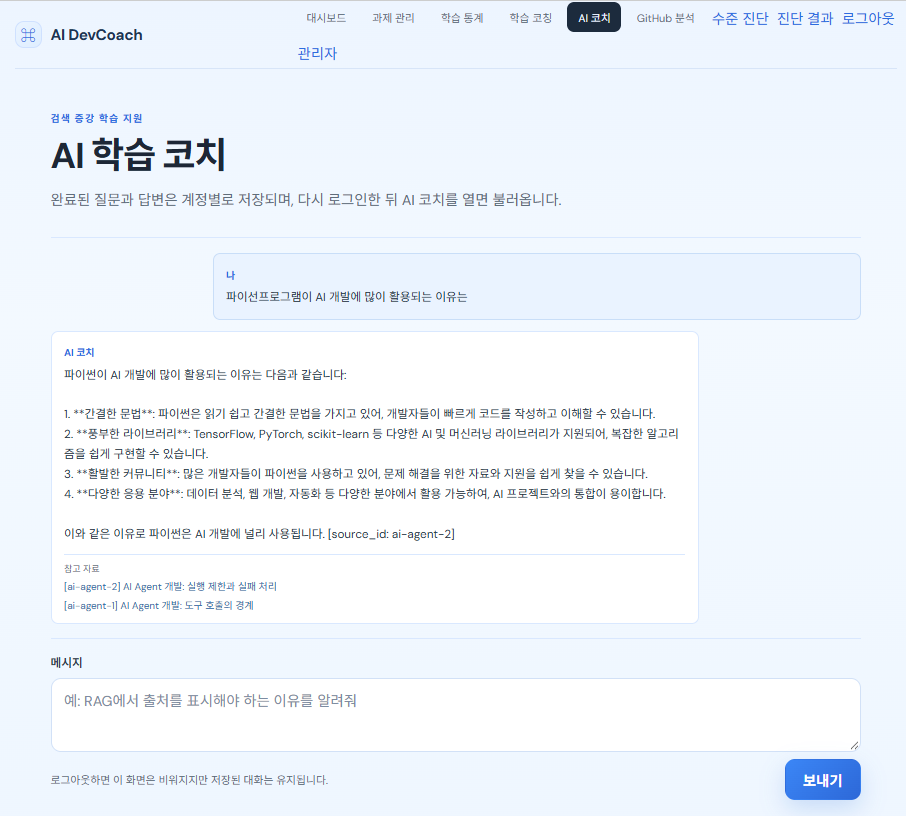 AI DevCoach
대시보드 과제 관리 학습 통계 학습 코칭 AI 코치 GitHub 분석 수준 진단 진단 결과 로그아웃
관리자
검색 증강 학습 지원
AI 학습 코치
완료된 질문과 답변은 계정별로 저장되며, 다시 로그인한 뒤 AI 코치를 열면 불러옵니다.
나
파이선프로그램이 AI 개발에 많이 활용되는 이유는
AI 코치
파이썬이 AI 개발에 많이 활용되는 이유는 다음과 같습니다:
1. **간결한 문법**: 파이썬은 읽기 쉽고 간결한 문법을 가지고 있어, 개발자들이 빠르게 코드를 작성하고 이해할 수 있습니다.
2. **풍부한 라이브러리**: TensorFlow, PyTorch, scikit-learn 등 다양한 AI 및 머신러닝 라이브러리가 지원되어, 복잡한 알고리
즘을 쉽게 구현할 수 있습니다.
3. **활발한 커뮤니티**: 많은 개발자들이 파이썬을 사용하고 있어, 문제 해결을 위한 자료와 지원을 쉽게 찾을 수 있습니다.
4. **다양한 응용 분야**: 데이터 분석, 웹 개발, 자동화 등 다양한 분야에서 활용 가능하여, AI 프로젝트와의 통합이 용이합니다.
이와 같은 이유로 파이썬은 AI 개발에 널리 사용됩니다. [source_id: ai-agent-2]
참고 자료
[ai-agent-2] AI Agent 개발: 실행 제한과 실패 처리
[ai-agent-1] AI Agent 개발: 도구 호출의 경계
메시지
예: RAG에서 출처를 표시해야 하는 이유를 알려줘
로그아웃하면 이 화면은 비워지지만 저장된 대화는 유지됩니다.
보내기